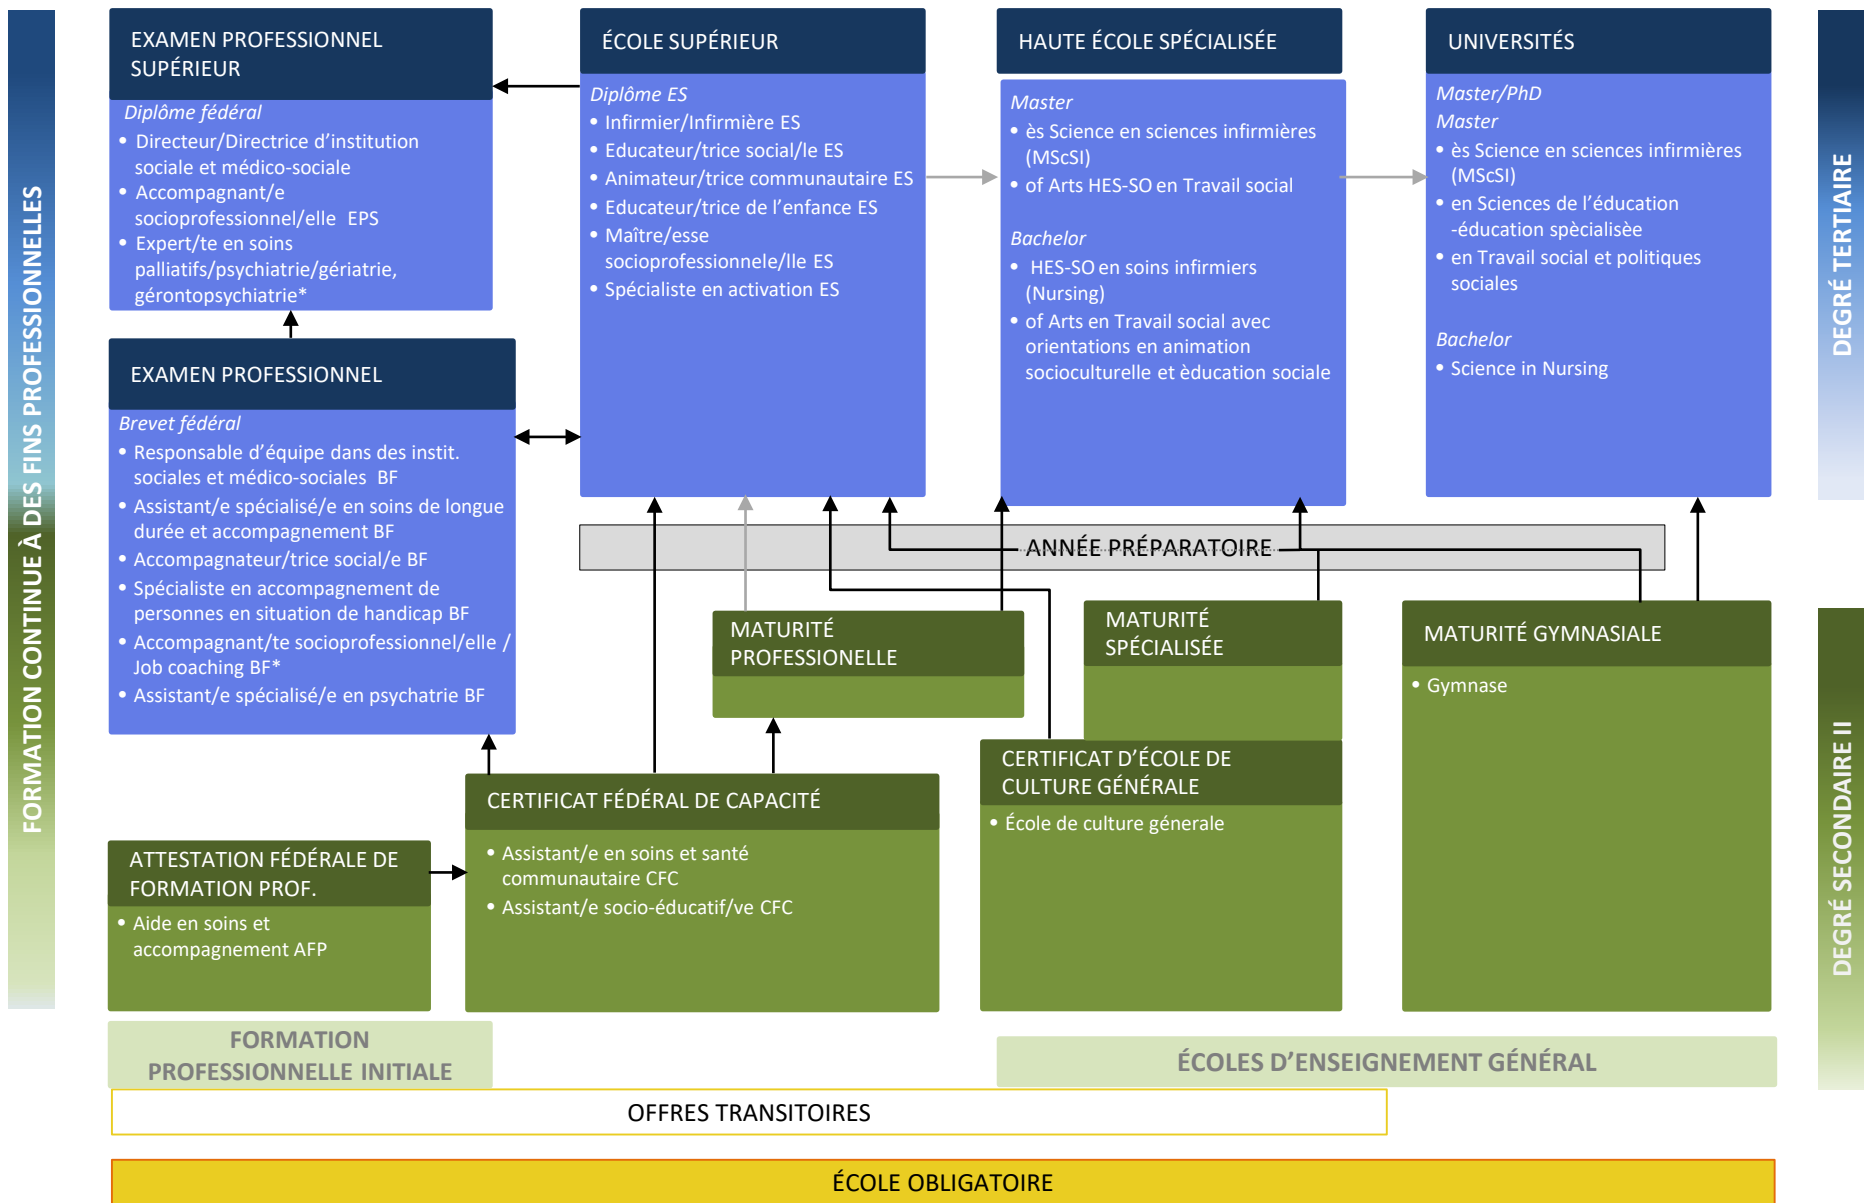 FORMATION CONTINUE À DES FINS PROFESSIONNELLES
EXAMEN PROFESSIONNEL
SUPÉRIEUR
Diplôme fédéral
• Directeur/Directrice d'institution
sociale et médico-sociale
• Accompagnant/e
socioprofessionnel/elle EPS
• Expert/te en soins
palliatifs/psychiatrie/gériatrie,
gérontopsychiatrie*
EXAMEN PROFESSIONNEL
Brevet fédéral
• Responsable d'équipe dans des instit.
sociales et médico-sociales BF
• Assistant/e spécialisé/e en soins de longue
durée et accompagnement BF
• Accompagnateur/trice social/e BF
• Spécialiste en accompagnement de
personnes en situation de handicap BF
• Accompagnant/te socioprofessionnel/elle /
Job coaching BF*
• Assistant/e spécialisé/e en psychatrie BF
ÉCOLE SUPÉRIEUR
Diplôme ES
• Infirmier/Infirmière ES
• Educateur/trice social/le ES
• Animateur/trice communautaire ES
• Educateur/trice de l'enfance ES
• Maître/esse
socioprofessionnele/lle ES
• Spécialiste en activation ES
HAUTE ÉCOLE SPÉCIALISÉE
Master
• ès Science en sciences infirmières
(MScSI)
• of Arts HES-SO en Travail social
Bachelor
• HES-SO en soins infirmiers
(Nursing)
• of Arts en Travail social avec
orientations en animation
socioculturelle et èducation sociale
UNIVERSITÉS
Master/PhD
Master
• ès Science en sciences infirmières
(MScSI)
• en Sciences de l'éducation
-éducation spècialisèe
• en Travail social et politiques
sociales
Bachelor
• Science in Nursing
DEGRÉ TERTIAIRE
ANNÉE PRÉPARATOIRE
MATURITÉ
PROFESSIONELLE
MATURITÉ
SPÉCIALISÉE
MATURITÉ GYMNASIALE
• Gymnase
CERTIFICAT D'ÉCOLE DE
CULTURE GÉNÉRALE
• École de culture génerale
CERTIFICAT FÉDÉRAL DE CAPACITÉ
• Assistant/e en soins et santé
communautaire CFC
• Assistant/e socio-éducatif/ve CFC
ATTESTATION FÉDÉRALE DE
FORMATION PROF.
• Aide en soins et
accompagnement AFP
DEGRÉ SECONDAIRE II
FORMATION
PROFESSIONNELLE INITIALE
ÉCOLES D'ENSEIGNEMENT GÉNÉRAL
OFFRES TRANSITOIRES
ÉCOLE OBLIGATOIRE